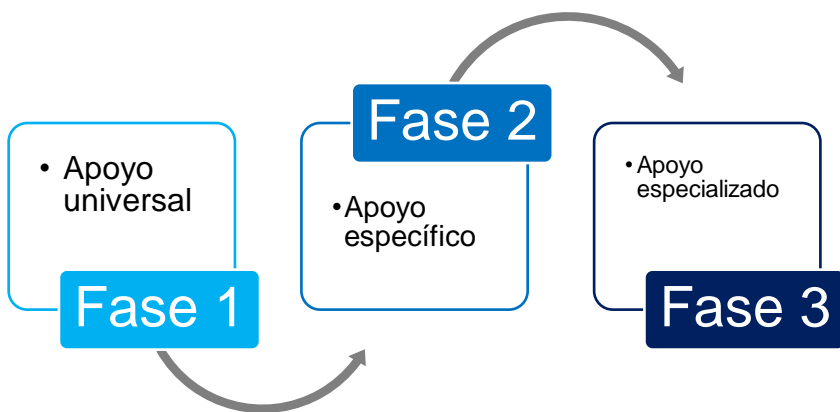 • Apoyo
universal
Fase 1
Fase 2
•Apoyo
específico
•Apoyo
especializado
Fase 3